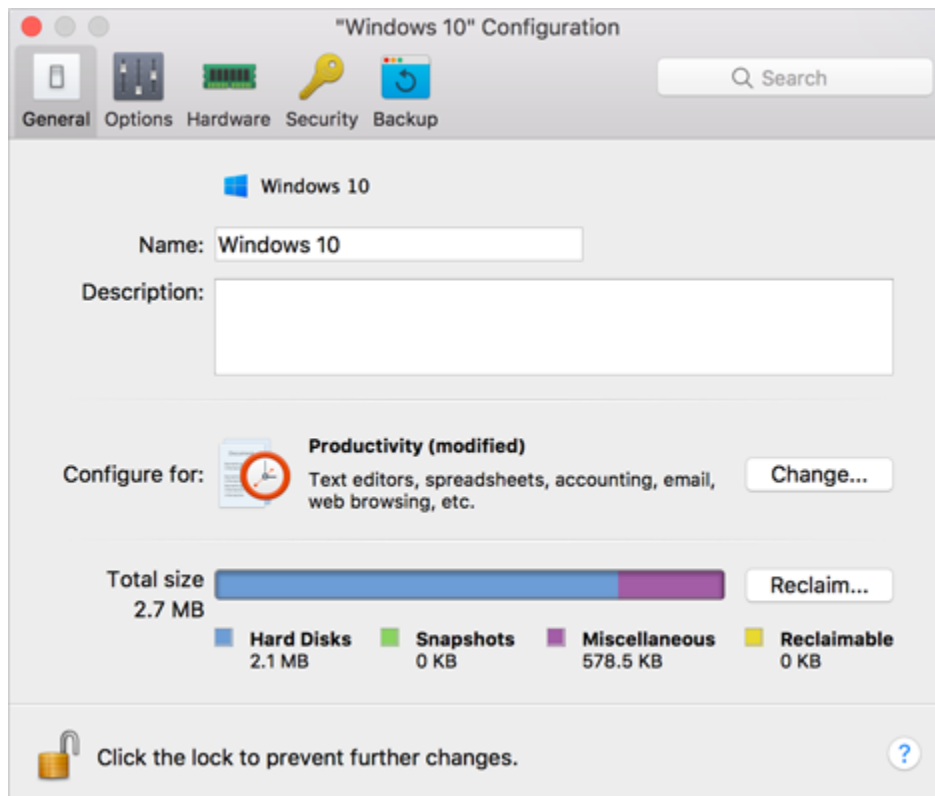 "Windows 10" Configuration
General Options Hardware Security Backup
Search
Windows 10
Name: Windows 10
Description:
Configure for:
Productivity (modified)
Text editors, spreadsheets, accounting, email,
web browsing, etc.
Change...
Total size
2.7 MB
Reclaim...
Hard Disks
2.1 MB
Snapshots
0 KB
Miscellaneous
578.5 KB
Reclaimable
0 KB
Click the lock to prevent further changes.
?